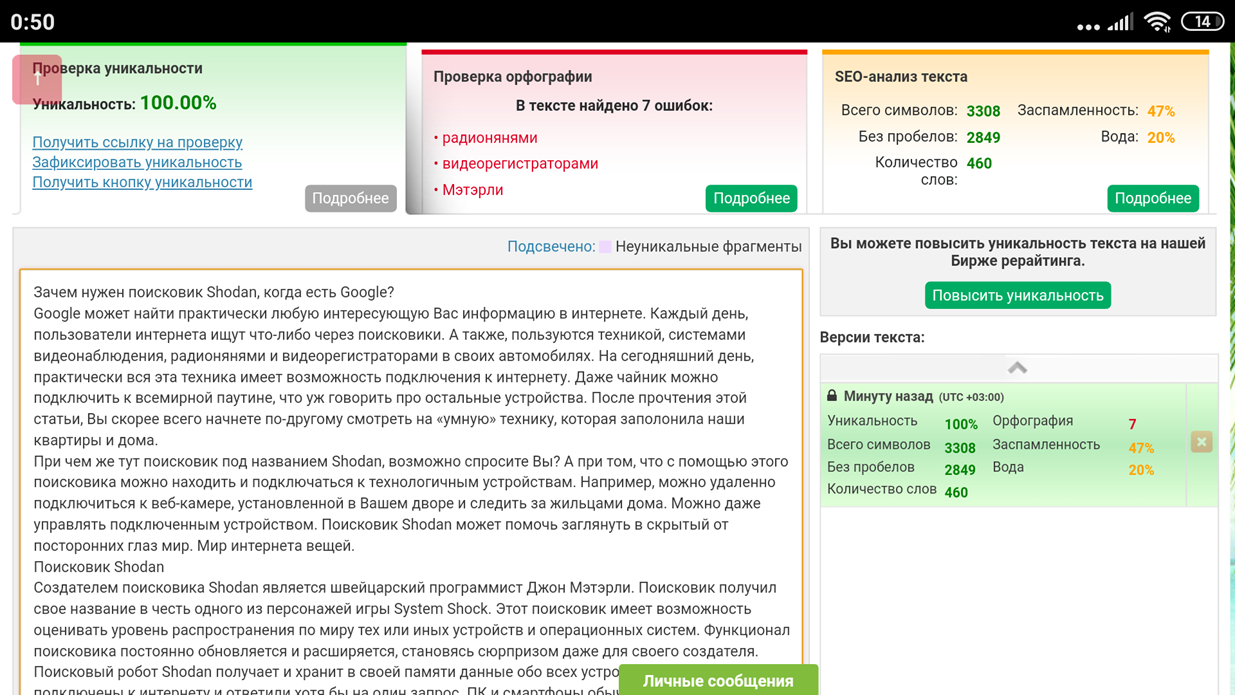 0:50
14
Проверка уникальности
Уникальность: 100.00%
Получить ссылку на проверку
Зафиксировать уникальность
Получить кнопку уникальности
Подробнее
Проверка орфографии
В тексте найдено 7 ошибок:
• радионянями
• видеорегистраторами
• Мэтэрли
Подробнее
SEO-анализ текста
Всего символов: 3308 Заспамленность: 47%
Без пробелов: 2849 Вода: 20%
Количество слов: 460
Подробнее
Подсвечено: Неуникальные фрагменты
Зачем нужен поисковик Shodan, когда есть Google?
Google может найти практически любую интересующую Вас информацию в интернете. Каждый день,
пользователи интернета ищут что-либо через поисковики. А также, пользуются техникой, системами
видеонаблюдения, радионянями и видеорегистраторами в своих автомобилях. На сегодняшний день,
практически вся эта техника имеет возможность подключения к интернету. Даже чайник можно
подключить к всемирной паутине, что уж говорить про остальные устройства. После прочтения этой
статьи, Вы скорее всего начнете по-другому смотреть на «умную» технику, которая заполонила наши
квартиры и дома.
При чем же тут поисковик под названием Shodan, возможно спросите Вы? А при том, что с помощью этого
поисковика можно находить и подключаться к технологичным устройствам. Например, можно удаленно
подключиться к веб-камере, установленной в Вашем дворе и следить за жильцами дома. Можно даже
управлять подключенным устройством. Поисковик Shodan может помочь заглянуть в скрытый от
посторонних глаз мир. Мир интернета вещей.
Поисковик Shodan
Создателем поисковика Shodan является швейцарский программист Джон Мэтэрли. Поисковик получил
свое название в честь одного из персонажей игры System Shock. Этот поисковик имеет возможность
оценивать уровень распространения по миру тех или иных устройств и операционных систем. Функционал
поисковика постоянно обновляется и расширяется, становясь сюрпризом даже для своего создателя.
Поисковый робот Shodan получает и хранит в своей памяти данные обо всех
подключены к интернету и ответили хотя бы на один запрос. ПК и смартфоны
Личные сообщения
Вы можете повысить уникальность текста на нашей
Бирже рерайтинга.
Повысить уникальность
Версии текста:
Минуту назад (UTC +03:00)
Уникальность 100% Орфография 7
Всего символов 3308 Заспамленность 47%
Без пробелов 2849 Вода 20%
Количество слов 460